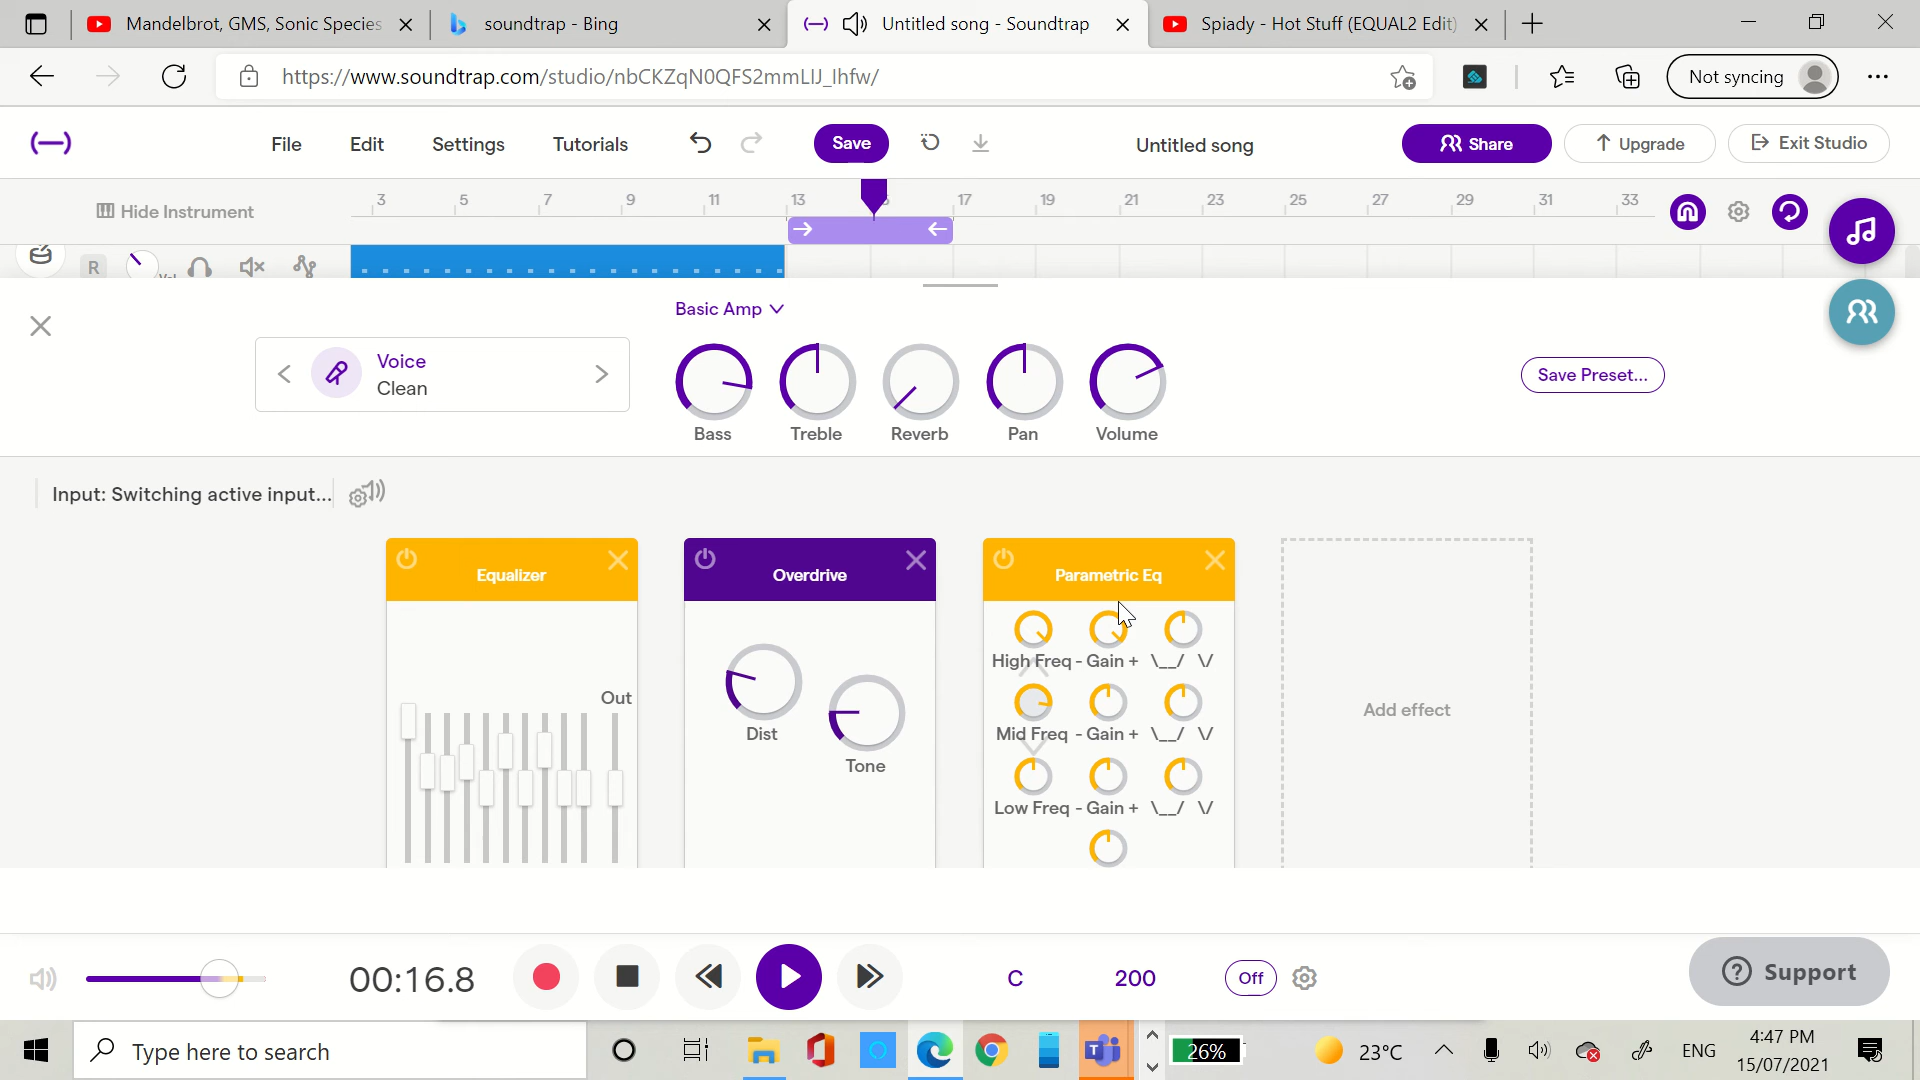 Mandelbrot, GMS, Sonic Species
soundtrap - Bing
Untitled song - Soundtrap
Spiady - Hot Stuff (EQUAL2 Edit)
https://www.soundtrap.com/studio/nbCKZqN0QFS2mmLIJ_Ihfw/
Not syncing
File
Edit
Settings
Tutorials
Save
Untitled song
Share
Upgrade
Exit Studio
Hide Instrument
3 5 7 9 11 13 17 19 21 23 25 27 29 31 33
R
Basic Amp
Voice
Clean
Bass
Treble
Reverb
Pan
Volume
Save Preset...
Input: Switching active input...
Equalizer
Overdrive
Parametric Eq
Out
Dist
Tone
High Freq - Gain + \__/ \/
Mid Freq - Gain + \__/ \/
Low Freq - Gain + \__/ \/
Add effect
00:16.8
C
200
Off
Support
Type here to search
26%
23°C
ENG
4:47 PM
15/07/2021